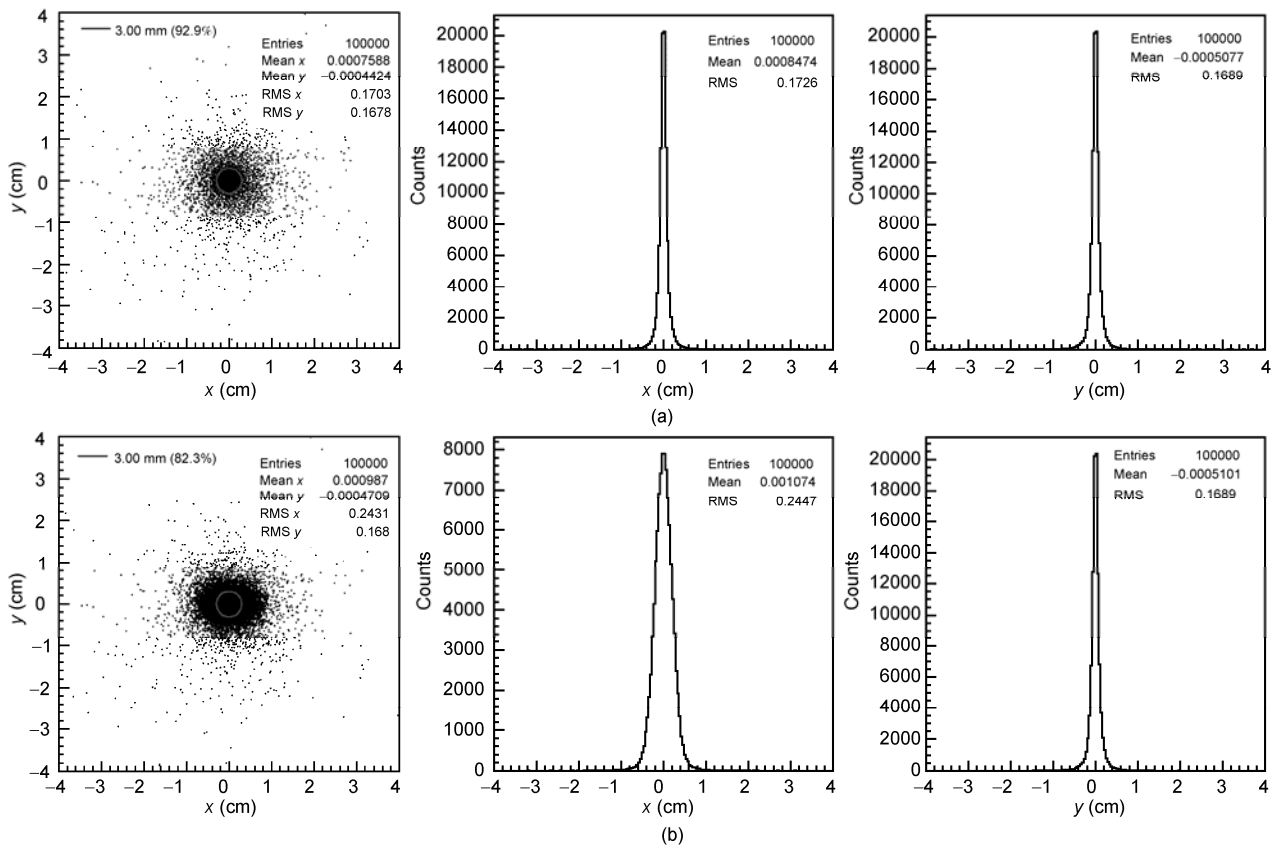 3.00 mm (92.9%)
Entries 100000
Mean x 0.0007588
Mean y −0.0004424
RMS x 0.1703
RMS y 0.1678
4
3
2
1
0
−1
−2
−3
−4
y (cm)
−4 −3 −2 −1 0 1 2 3 4
x (cm)
Entries 100000
Mean 0.0008474
RMS 0.1726
20000
18000
16000
14000
12000
10000
8000
6000
4000
2000
0
Counts
−4 −3 −2 −1 0 1 2 3 4
x (cm)
Entries 100000
Mean −0.0005077
RMS 0.1689
20000
18000
16000
14000
12000
10000
8000
6000
4000
2000
0
Counts
−4 −3 −2 −1 0 1 2 3 4
y (cm)
(a)
3.00 mm (82.3%)
Entries 100000
Mean x 0.000987
Mean y −0.0004709
RMS x 0.2431
RMS y 0.168
4
3
2
1
0
−1
−2
−3
−4
y (cm)
−4 −3 −2 −1 0 1 2 3 4
x (cm)
Entries 100000
Mean 0.001074
RMS 0.2447
8000
7000
6000
5000
4000
3000
2000
1000
0
Counts
−4 −3 −2 −1 0 1 2 3 4
x (cm)
Entries 100000
Mean −0.0005101
RMS 0.1689
20000
18000
16000
14000
12000
10000
8000
6000
4000
2000
0
Counts
−4 −3 −2 −1 0 1 2 3 4
y (cm)
(b)